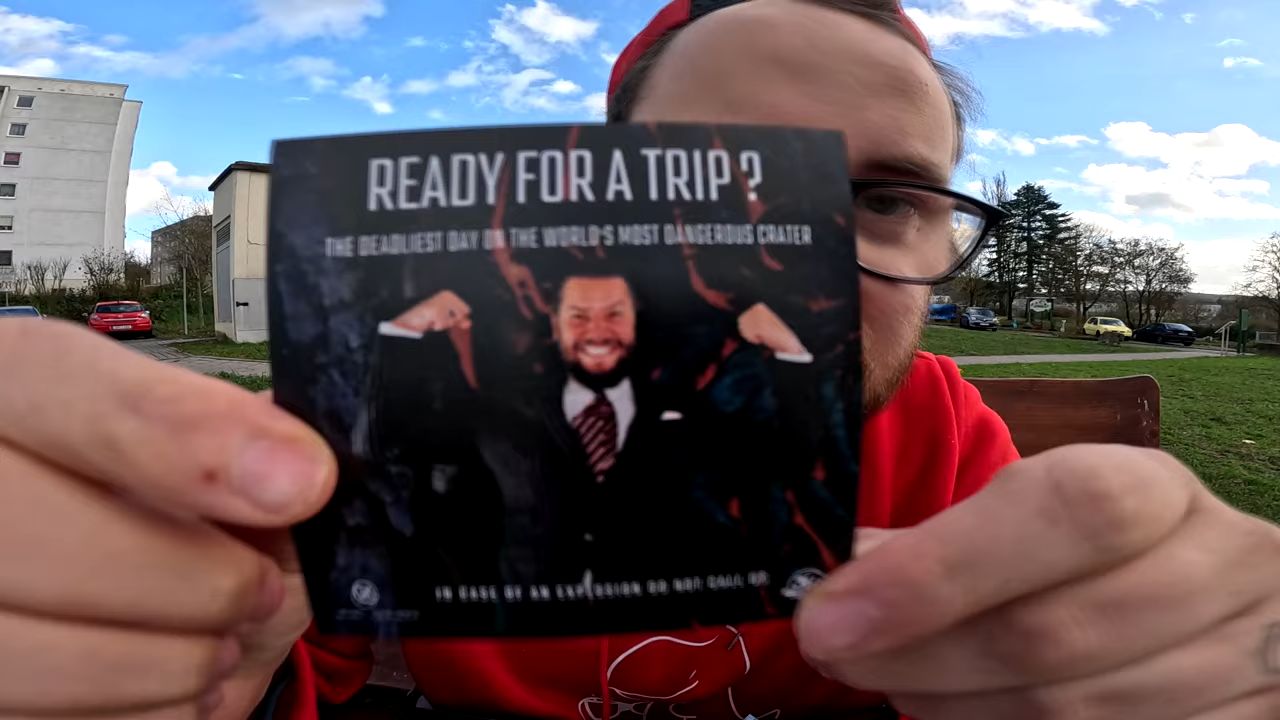 READY FOR A TRIP?
THE DEADLIEST DAY ON THE WORLD'S MOST DANGEROUS CRATER
IN CASE OF AN EXPLOSION DO NOT CALL US